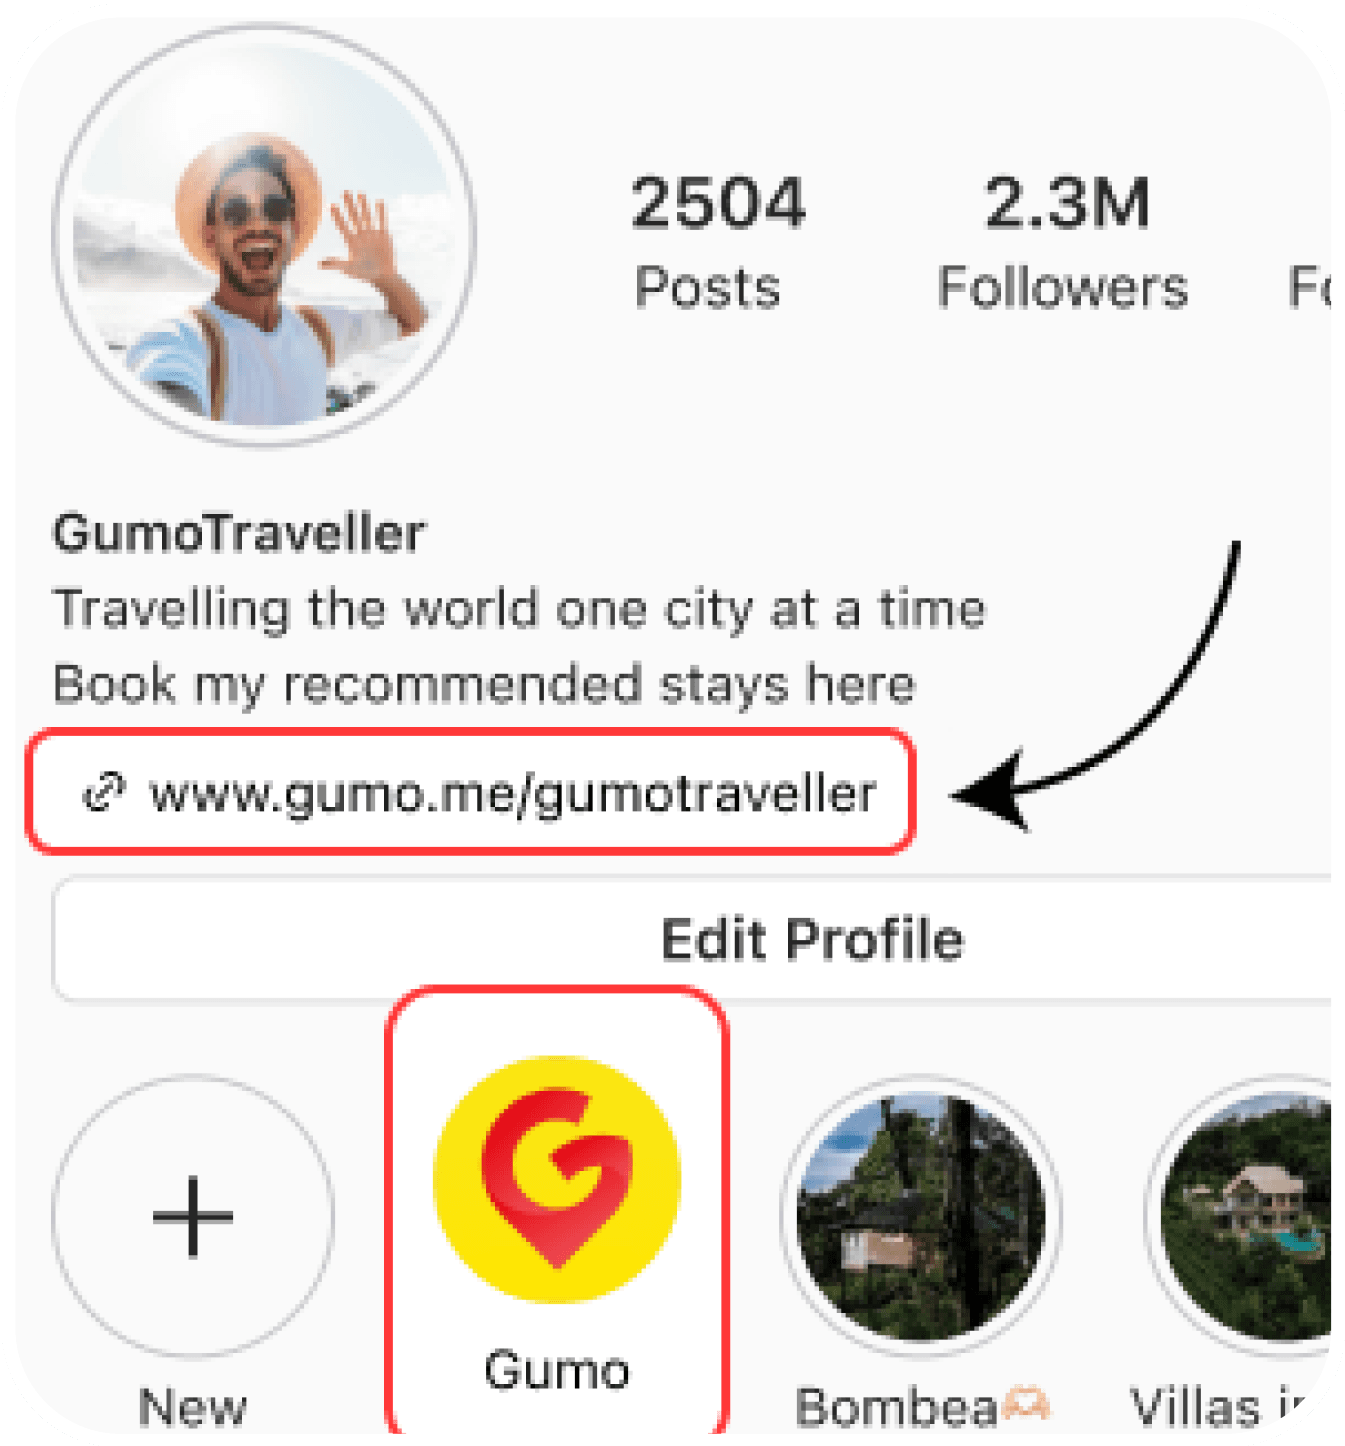 2504 2.3M
Posts Followers
GumoTraveller
Travelling the world one city at a time
Book my recommended stays here
www.gumo.me/gumotraveller
Edit Profile
G
New Gumo Bombea🫶🏼 Villas